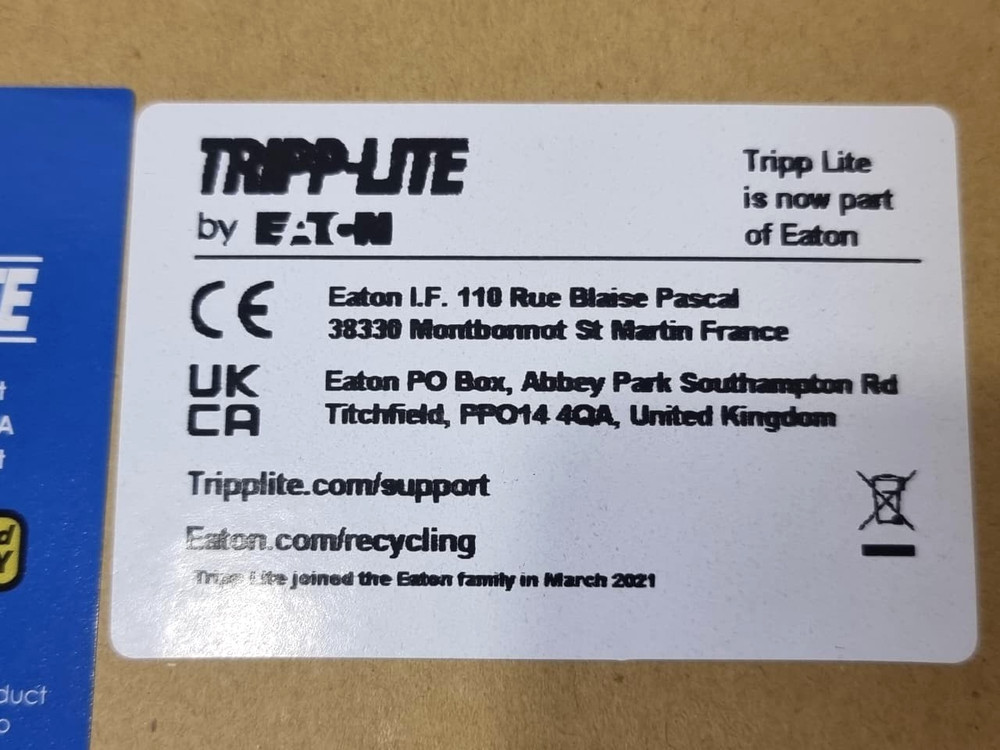 TRIPP-LITE
by EATON
Tripp Lite
is now part
of Eaton
CE
Eaton I.F. 110 Rue Blaise Pascal
38330 Montbonnot St Martin France
UK
CA
Eaton PO Box, Abbey Park Southampton Rd
Titchfield, PPO14 4QA, United Kingdom
Tripplite.com/support
Eaton.com/recycling
Tripp Lite joined the Eaton family in March 2021